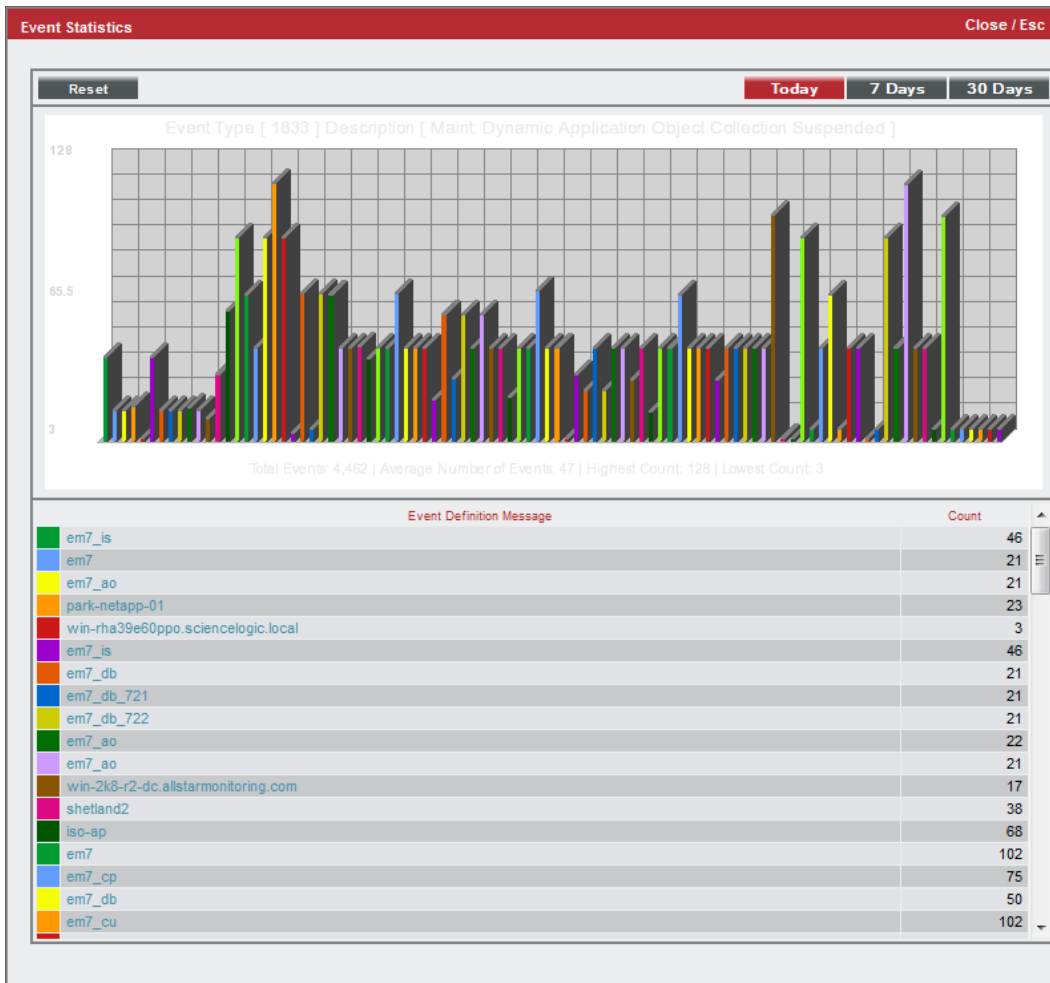 Event Statistics Close / Esc
Reset Today 7 Days 30 Days
Event Type [ 1833 ] Description [ Maint: Dynamic Application Object Collection Suspended ]
128
65.5
3
Total Events: 4,462 | Average Number of Events: 47 | Highest Count: 128 | Lowest Count: 3
Event Definition Message Count
em7_is 46
em7 21
em7_ao 21
park-netapp-01 23
win-rha39e60ppo.sciencelogic.local 3
em7_is 46
em7_db 21
em7_db_721 21
em7_db_722 21
em7_ao 22
em7_ao 21
win-2k8-r2-dc.allstarmonitoring.com 17
shetland2 38
iso-ap 68
em7 102
em7_cp 75
em7_db 50
em7_cu 102